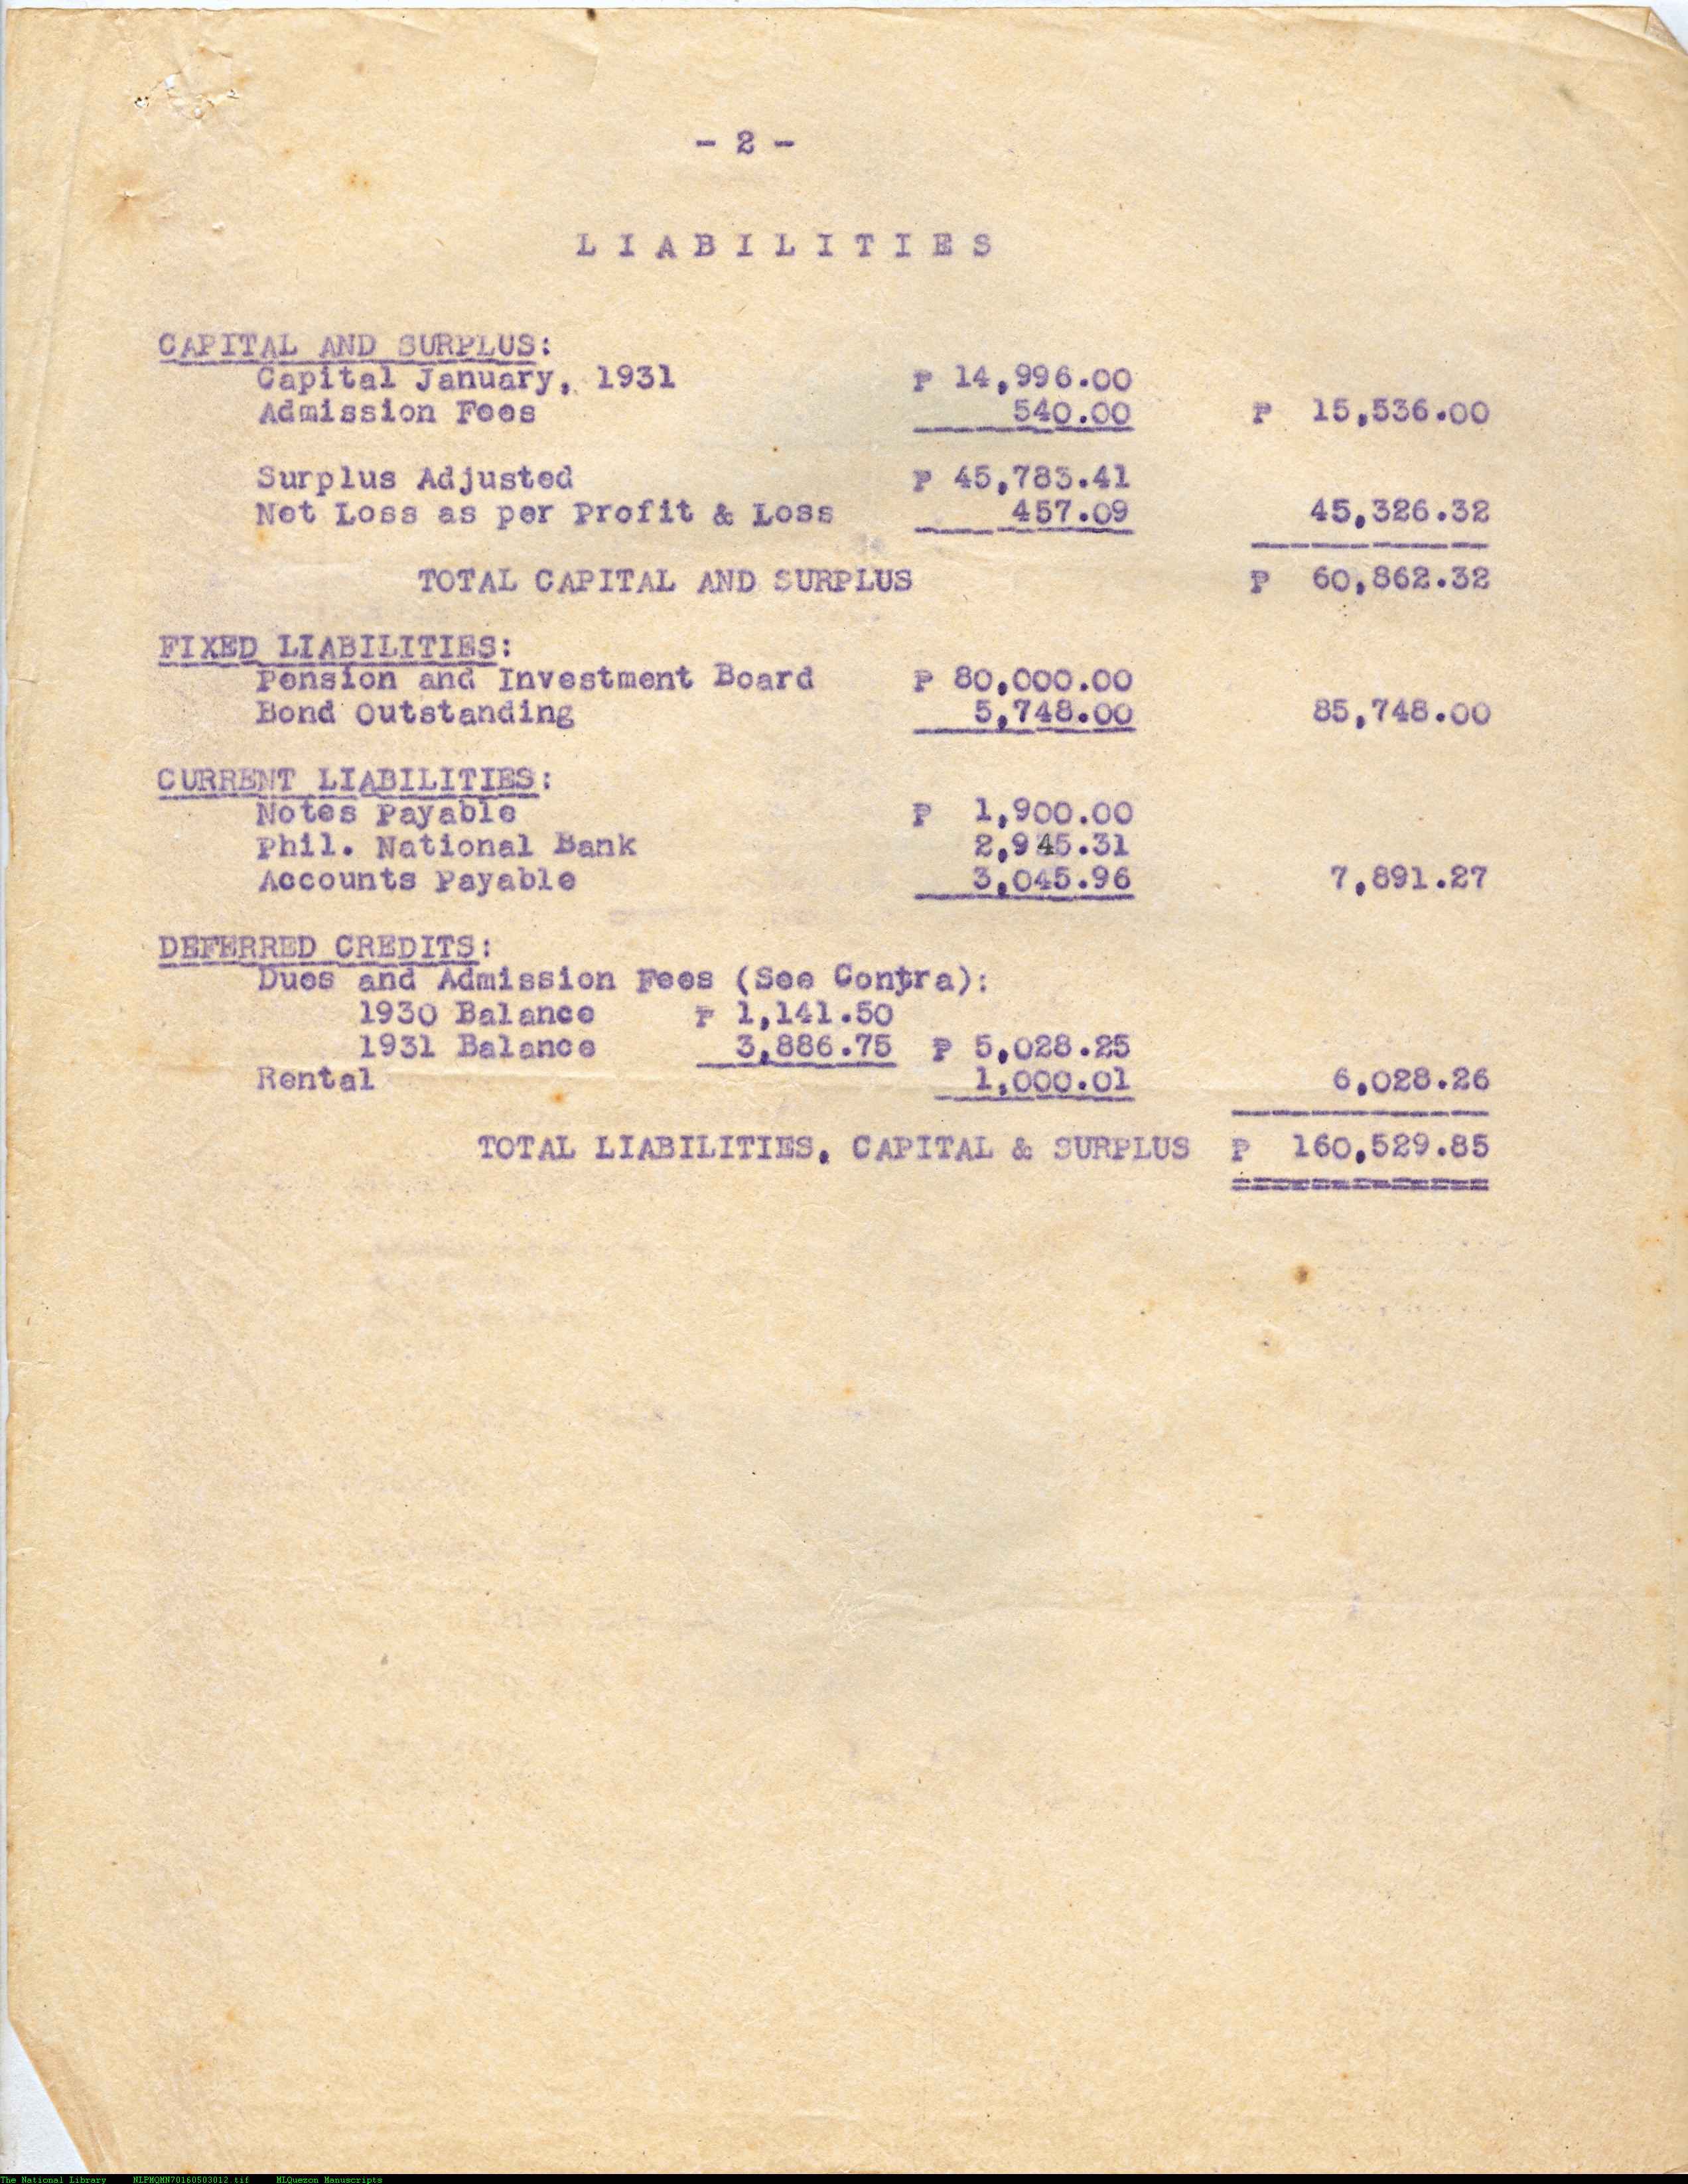 - 2 -
L I A B I L I T I E S
CAPITAL AND SURPLUS:
Capital January, 1931 ₱ 14,996.00
Admission Fees 540.00 ₱ 15,536.00
Surplus Adjusted ₱ 45,783.41
Net Loss as per Profit & Loss 457.09 45,326.32
TOTAL CAPITAL AND SURPLUS ₱ 60,862.32
FIXED LIABILITIES:
Pension and Investment Board ₱ 80,000.00
Bond Outstanding 5,748.00 85,748.00
CURRENT LIABILITIES:
Notes Payable ₱ 1,900.00
Phil. National Bank 2,945.31
Accounts Payable 3,045.96 7,891.27
DEFERRED CREDITS:
Dues and Admission Fees (See Contra):
1930 Balance ₱ 1,141.50
1931 Balance 3,886.75 ₱ 5,028.25
Rental 1,000.01 6,028.26
TOTAL LIABILITIES, CAPITAL & SURPLUS ₱ 160,529.85
The National Library NLPMQMN70160503012.tif MLQuezon Manuscripts